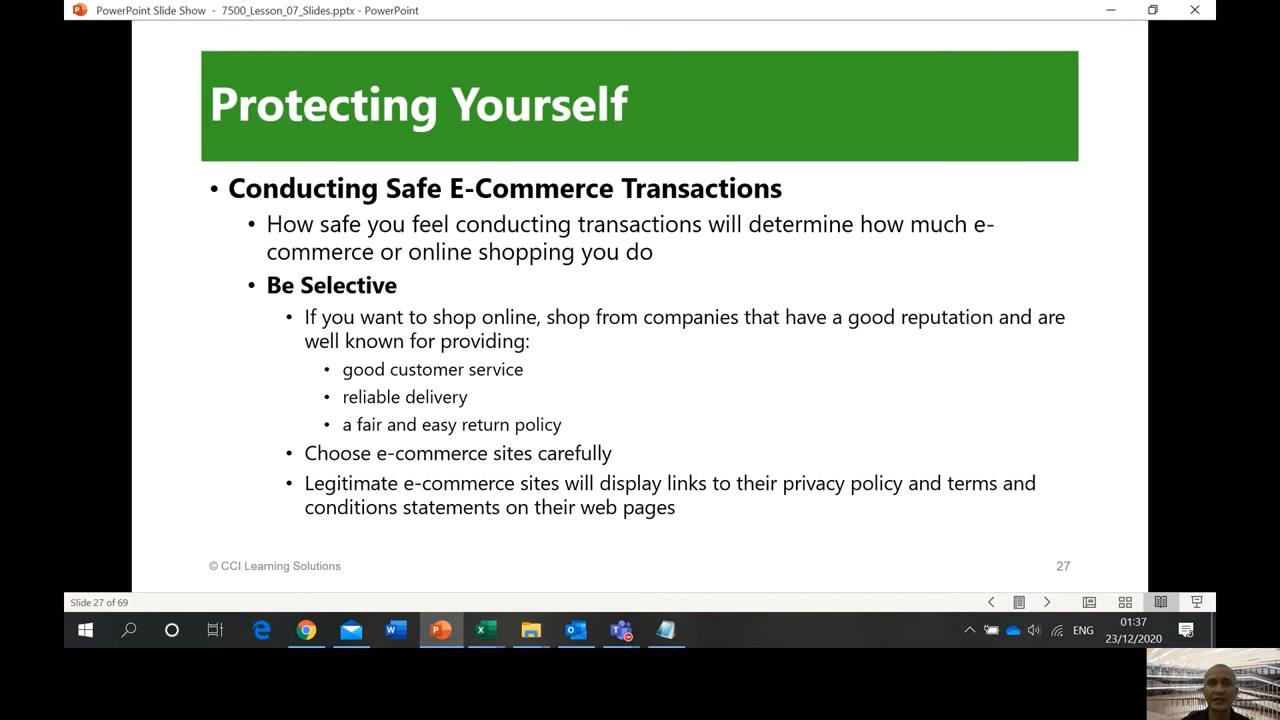 PowerPoint Slide Show - 7500_Lesson_07_Slides.pptx - PowerPoint
Protecting Yourself
• Conducting Safe E-Commerce Transactions
• How safe you feel conducting transactions will determine how much e-
commerce or online shopping you do
• Be Selective
• If you want to shop online, shop from companies that have a good reputation and are
well known for providing:
• good customer service
• reliable delivery
• a fair and easy return policy
• Choose e-commerce sites carefully
• Legitimate e-commerce sites will display links to their privacy policy and terms and
conditions statements on their web pages
© CCI Learning Solutions
27
Slide 27 of 69
ENG
01:37
23/12/2020